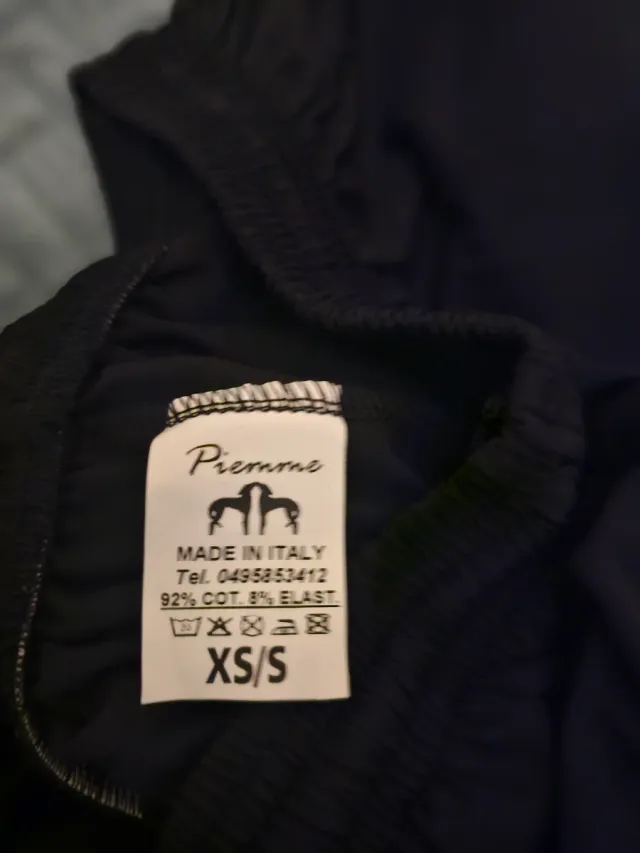 Piemme
MADE IN ITALY
Tel. 0495853412
92% COT. 8% ELAST.
XS/S